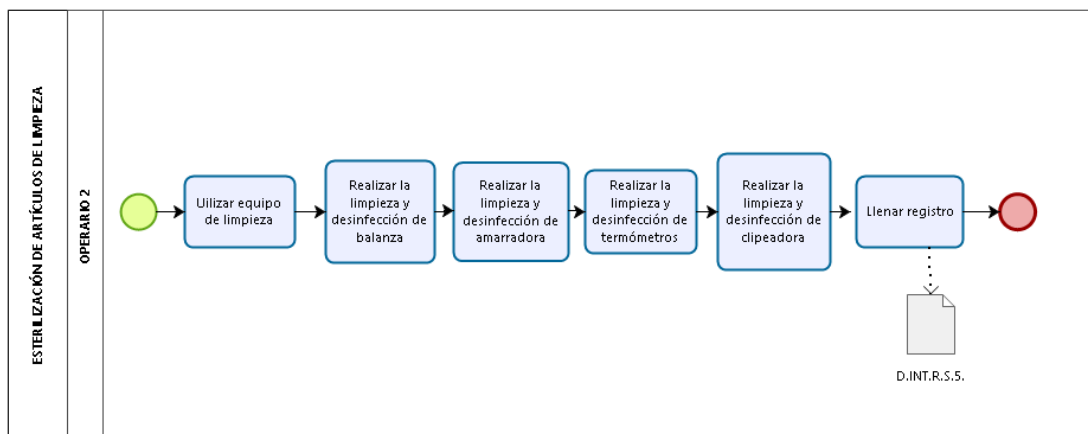 ESTERILIZACIÓN DE ARTÍCULOS DE LIMPIEZA
OPERARIO 2
Utilizar equipo
de limpieza
Realizar la
limpieza y
desinfección de
balanza
Realizar la
limpieza y
desinfección de
amarradora
Realizar la
limpieza y
desinfección de
termómetros
Realizar la
limpieza y
desinfección de
clipeadora
Llenar registro
D.INT.R.S.5.